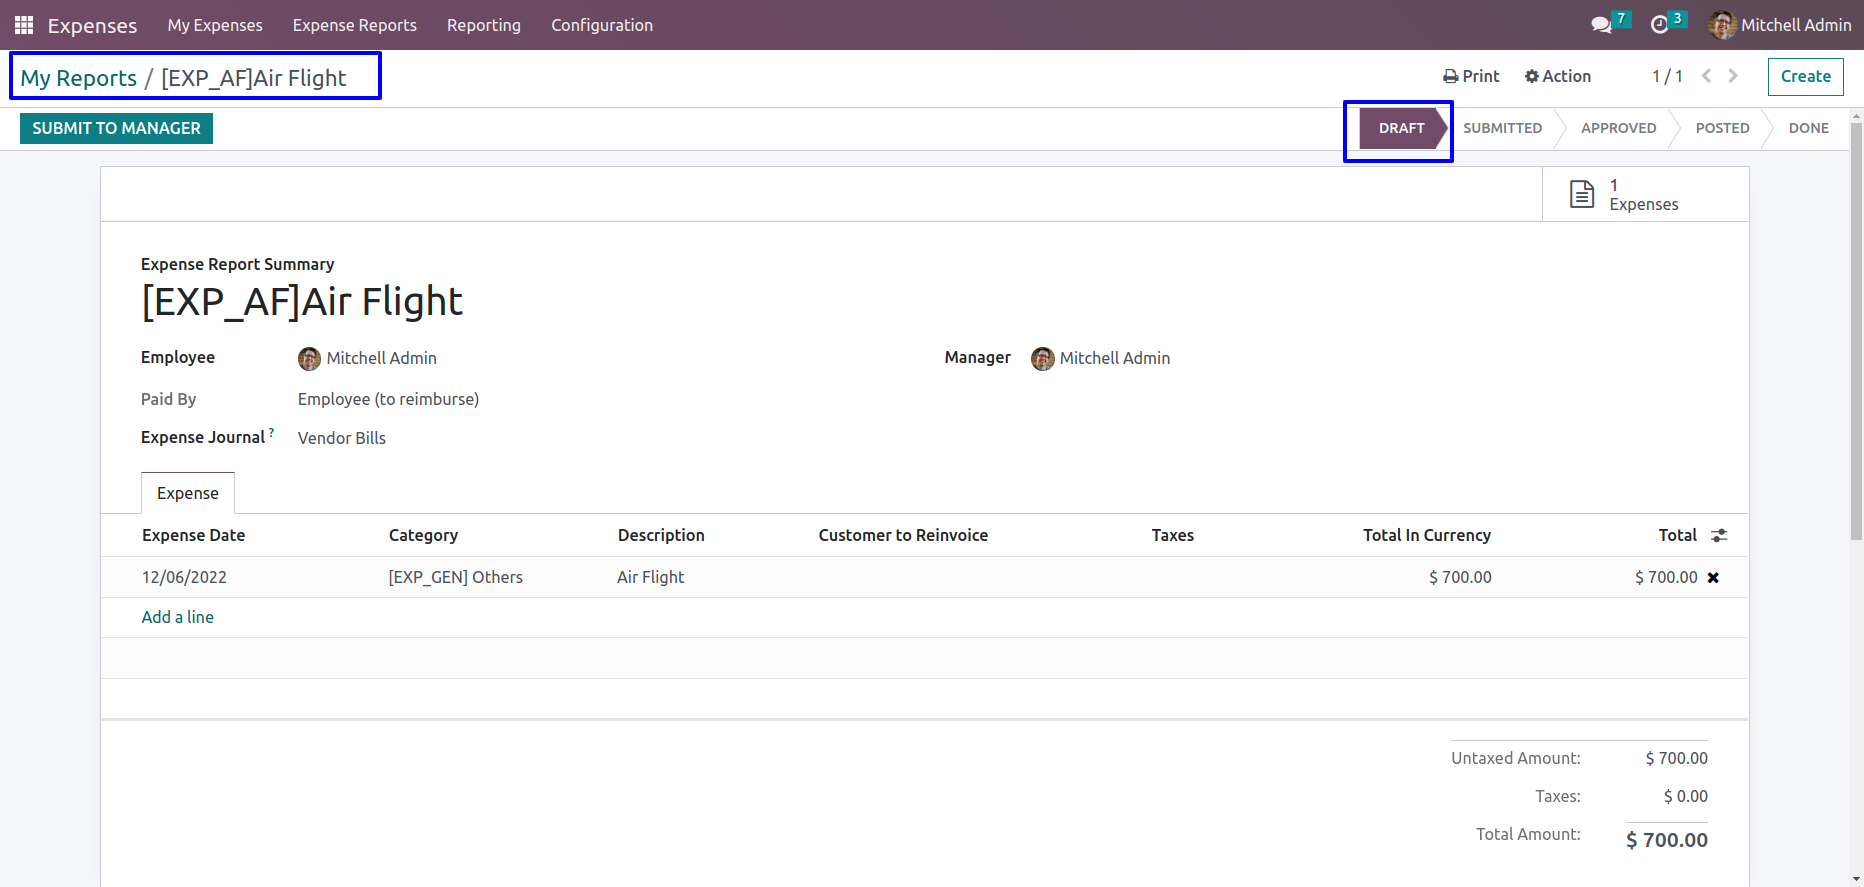 Expenses My Expenses Expense Reports Reporting Configuration 7 3 Mitchell Admin
My Reports / [EXP_AF]Air Flight Print Action 1 / 1 Create
SUBMIT TO MANAGER DRAFT SUBMITTED APPROVED POSTED DONE
1
Expenses
Expense Report Summary
[EXP_AF]Air Flight
Employee Mitchell Admin Manager Mitchell Admin
Paid By Employee (to reimburse)
Expense Journal ? Vendor Bills
Expense
Expense Date Category Description Customer to Reinvoice Taxes Total In Currency Total
12/06/2022 [EXP_GEN] Others Air Flight $ 700.00 $ 700.00
Add a line
Untaxed Amount: $ 700.00
Taxes: $ 0.00
Total Amount: $ 700.00